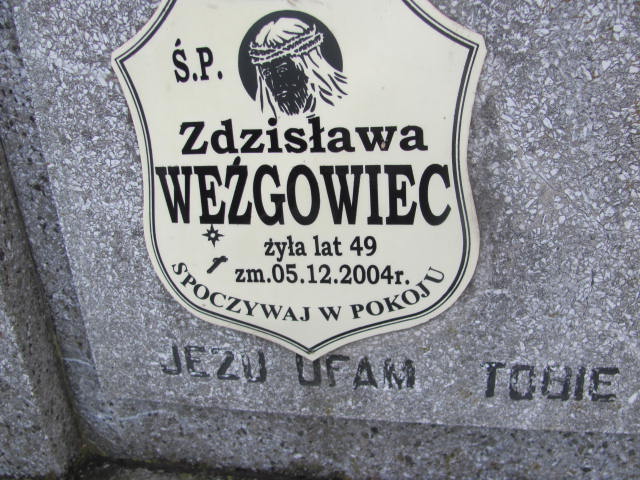 Ś.P.
Zdzisława
WEŹGOWIEC
żyła lat 49
zm.05.12.2004r.
SPOCZYWAJ W POKOJU
JEZU UFAM TOBIE